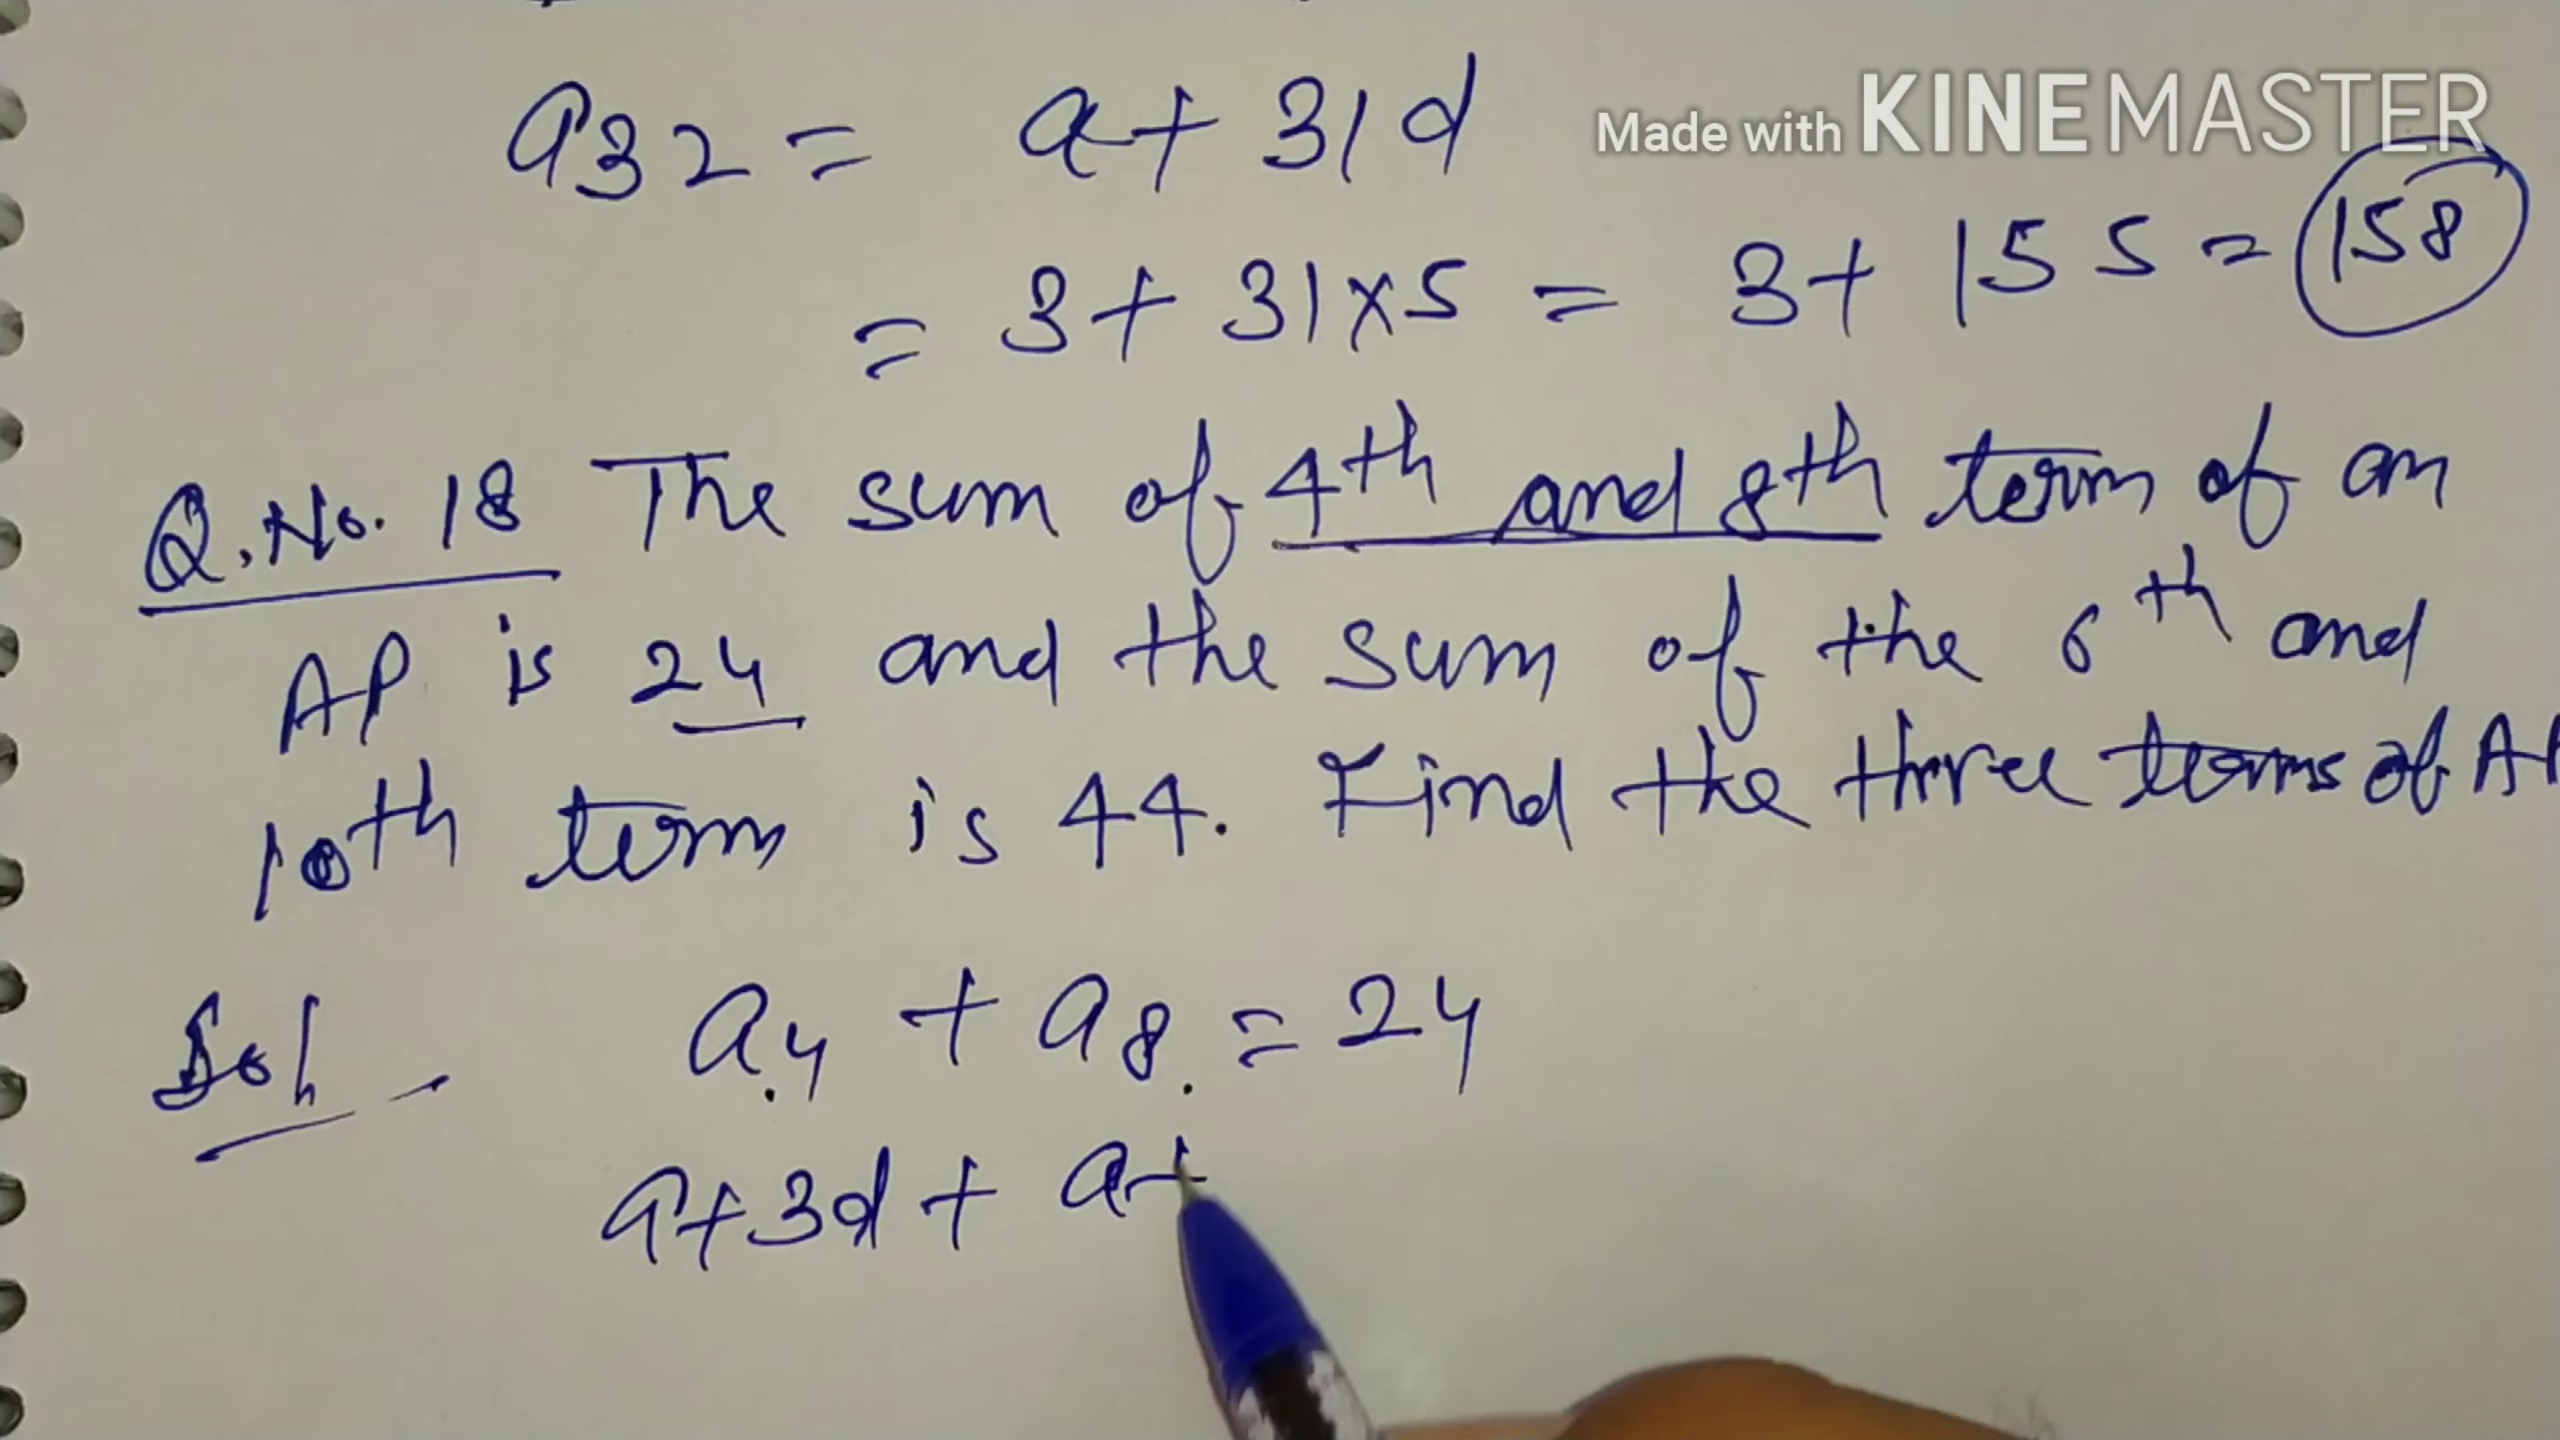 a32 = a + 31d
Made with KINEMASTER
= 3 + 31x5 = 3 + 155 = 158
Q.No. 18 The sum of 4th and 8th term of an
AP is 24 and the sum of the 6th and
10th term is 44. Find the three terms of AP
Sol -
a4 + a8 = 24
a+3d + a+